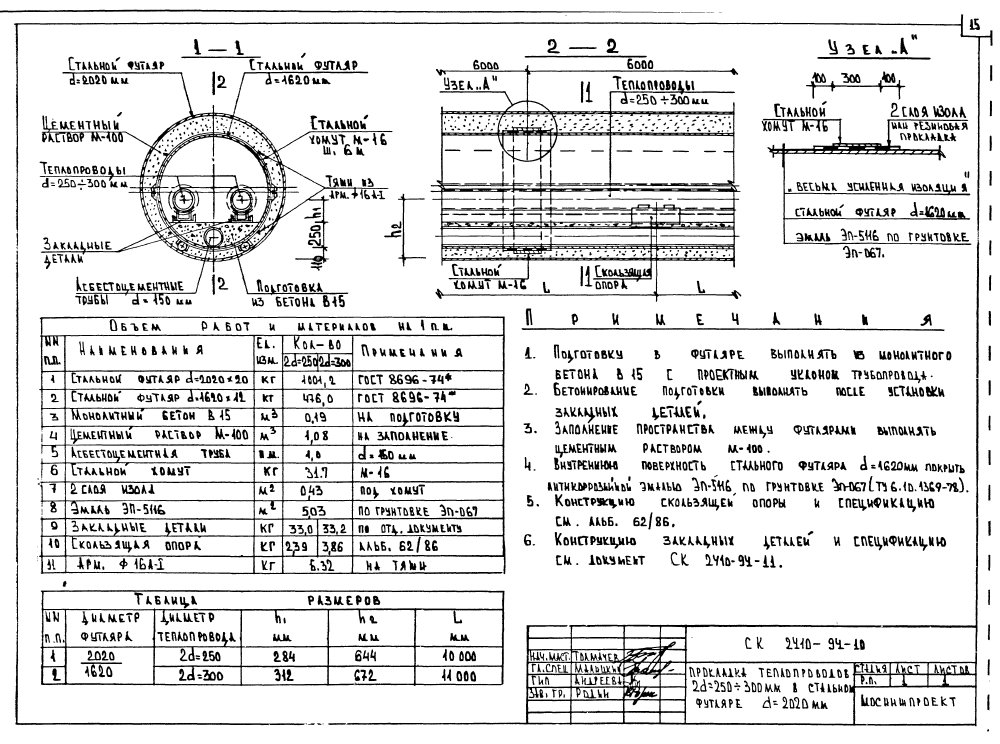 15
1 — 1
Стальной футляр
d=2020 мм
Стальной футляр
d=1620 мм
2
Цементный
раствор М-100
Стальной
хомут М-16
ш. 6 м
Теплопроводы
d=250÷300 мм
Тяжи из
арм. ф16А-I
Закладные
детали
h1
250
110
Асбестоцементные
трубы d=150 мм
2
Подготовка
из бетона В15
2 — 2
6000
6000
Узел „А"
1
Теплопроводы
d=250÷300 мм
h2
Стальной
хомут М-16
1
Скользящая
опора
L
L
Узел „А"
100 300 100
Стальной
хомут М-16
2 слоя изола
или резиновая
прокладка
„Весьма усиленная изоляция"
Стальной футляр d=1620мм
Эмаль Эп-5116 по грунтовке
Эп-067.
Объем работ и материалов на 1 п.м.
NN п.п. Наименования Ед. изм. Кол-во 2d=250 2d=300 Примечания
1 Стальной футляр d=2020×20 кг 1001,2 ГОСТ 8696-74*
2 Стальной футляр d=1620×12 кг 476,0 ГОСТ 8696-74*
3 Монолитный бетон В15 м³ 0,19 на подготовку
4 Цементный раствор М-100 м³ 1,08 на заполнение
5 Асбестоцементная труба п.м. 1,0 d=150 мм
6 Стальной хомут кг 31.7 М-16
7 2 слоя изола м² 0,43 под хомут
8 Эмаль ЭП-5116 м² 5,03 по грунтовке Эп-067
9 Закладные детали кг 33,0 33,2 по отд. документу
10 Скользящая опора кг 2,39 3,86 альб. 62/86
11 Арм. Ф 16А-I кг 6.32 на тяжи
Таблица размеров
NN п.п. Диаметр футляра Диаметр теплопровода h1 мм h2 мм L мм
1 2020 2d=250 284 644 10 000
2 1620 2d=300 312 672 11 000
Примечания
1. Подготовку в футляре выполнять из монолитного
бетона В 15 с проектным уклоном трубопровода.
2. Бетонирование подготовки выполнять после установки
закладных деталей.
3. Заполнение пространства между футлярами выполнять
цементным раствором М-100.
4. Внутреннюю поверхность стального футляра d=1620мм покрыть
антикоррозийной эмалью Эп-5116 по грунтовке Эп-067 (ТУ 6.10.1369-78).
5. Конструкцию скользящей опоры и спецификацию
см. альб. 62/86.
6. Конструкцию закладных деталей и спецификацию
см. документ СК 2410-94-11.
СК 2410-94-10
Нач. маст. Толмачев
Гл. спец. Малышкин
Гип Андреева
Зав. гр. Родин
Прокладка теплопроводов
2d=250÷300мм в стальном
футляре d=2020 мм
Стадия Лист Листов
Р.п. 1 1
Мосинжпроект